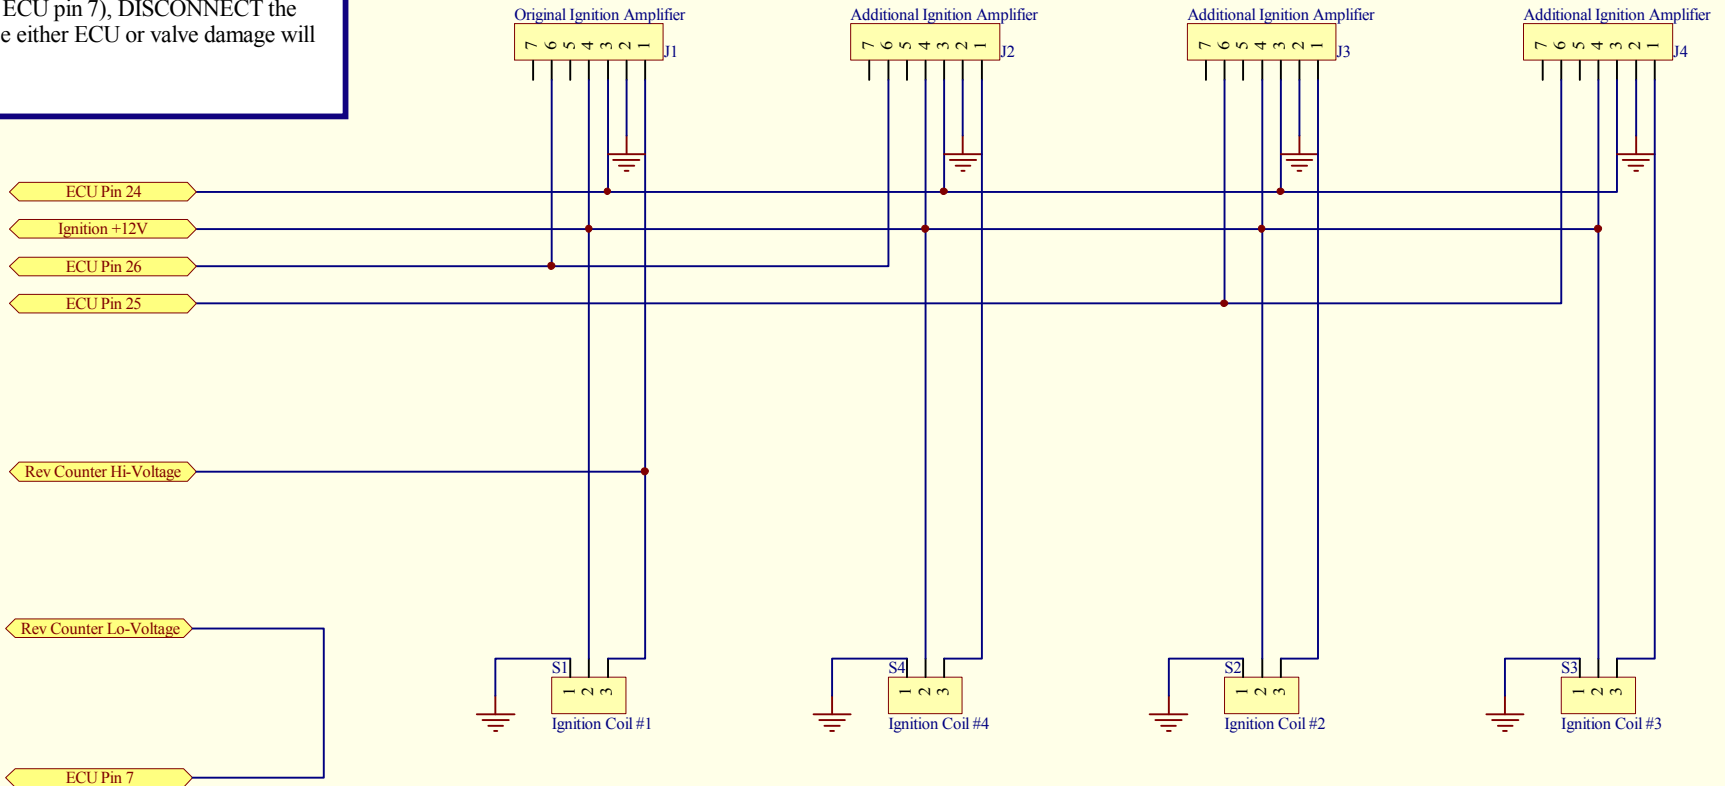 ECU pin 7), DISCONNECT the
e either ECU or valve damage will
Original Ignition Amplifier
7 6 5 4 3 2 1
J1
Additional Ignition Amplifier
7 6 5 4 3 2 1
J2
Additional Ignition Amplifier
7 6 5 4 3 2 1
J3
Additional Ignition Amplifier
7 6 5 4 3 2 1
J4
ECU Pin 24
Ignition +12V
ECU Pin 26
ECU Pin 25
Rev Counter Hi-Voltage
Rev Counter Lo-Voltage
ECU Pin 7
S1
1 2 3
Ignition Coil #1
S4
1 2 3
Ignition Coil #4
S2
1 2 3
Ignition Coil #2
S3
1 2 3
Ignition Coil #3